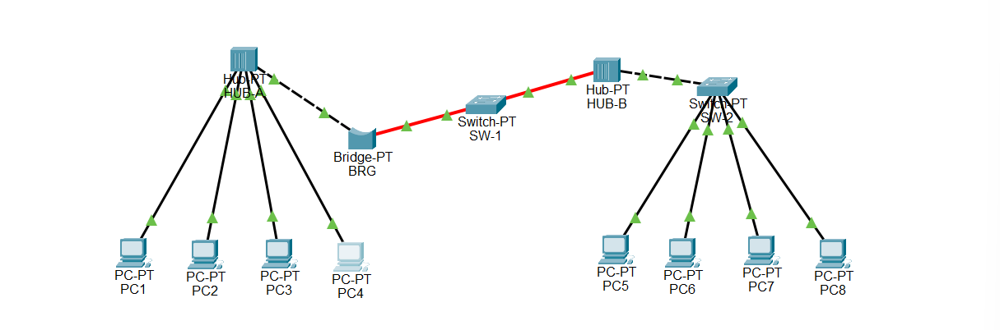 Hub-PT
HUB-A
Bridge-PT
BRG
Switch-PT
SW-1
Hub-PT
HUB-B
Switch-PT
SW-2
PC-PT
PC1
PC-PT
PC2
PC-PT
PC3
PC-PT
PC4
PC-PT
PC5
PC-PT
PC6
PC-PT
PC7
PC-PT
PC8